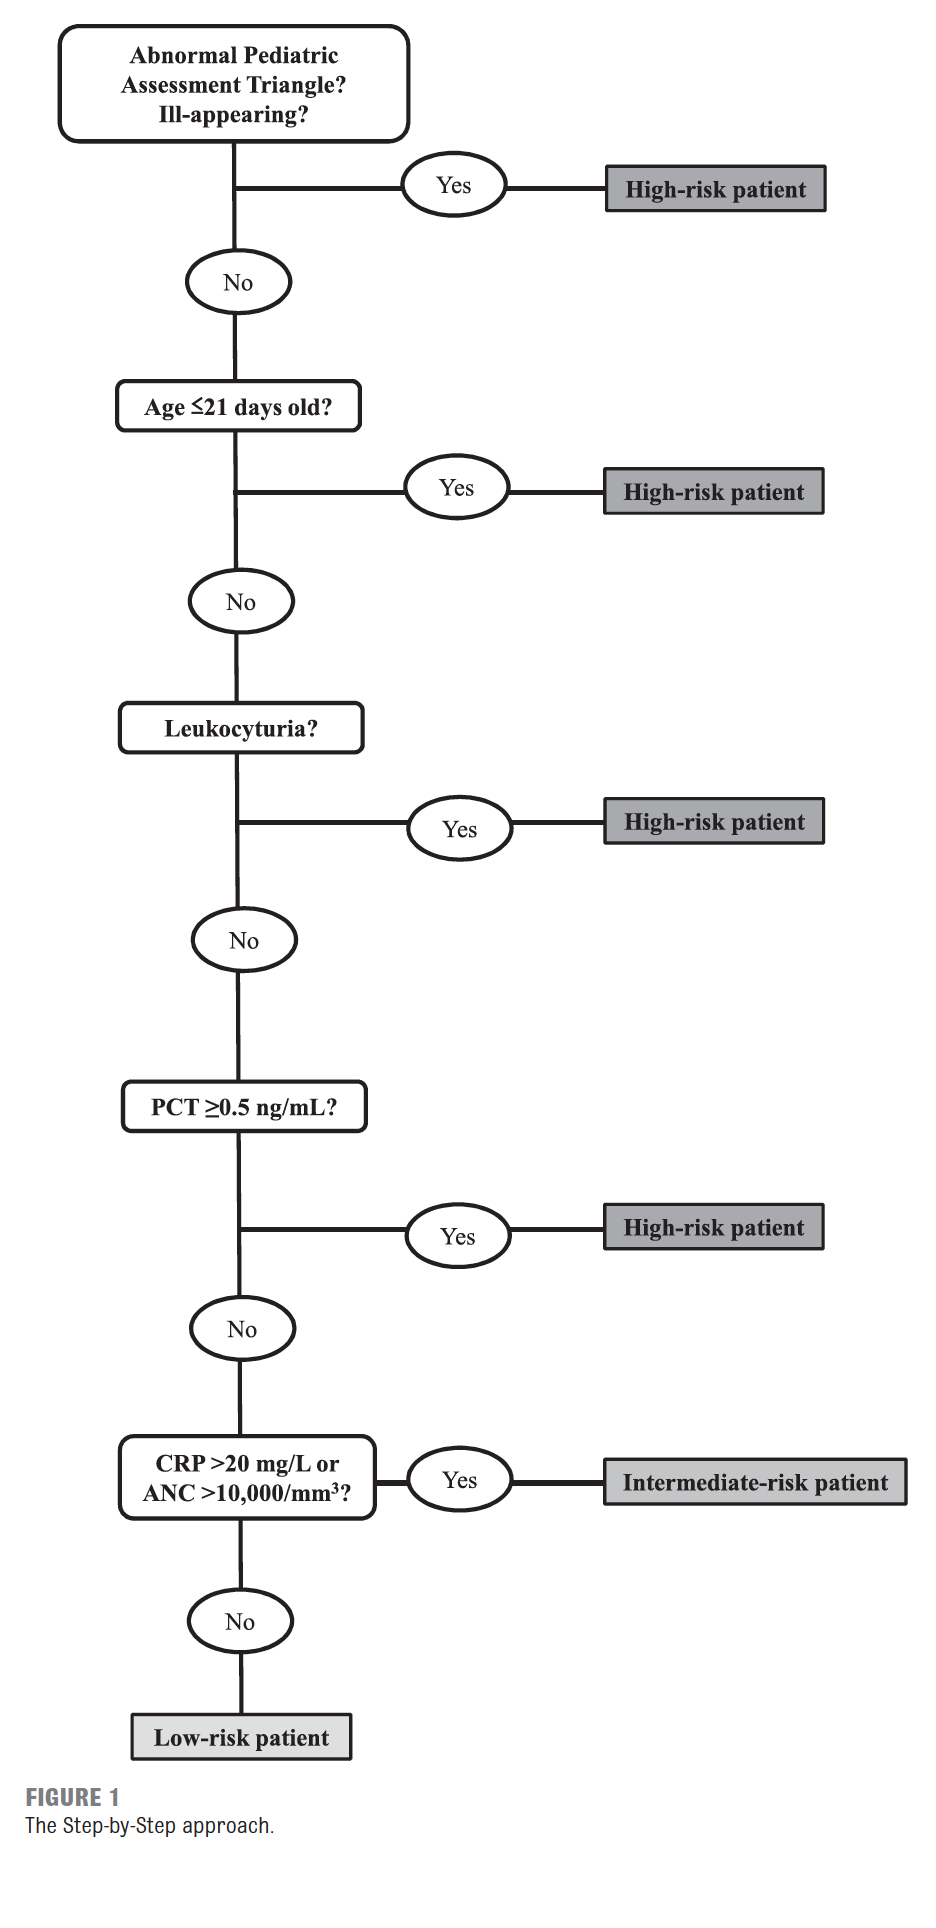 Abnormal Pediatric
Assessment Triangle?
Ill-appearing?
Yes
High-risk patient
No
Age ≤21 days old?
Yes
High-risk patient
No
Leukocyturia?
Yes
High-risk patient
No
PCT ≥0.5 ng/mL?
Yes
High-risk patient
No
CRP >20 mg/L or
ANC >10,000/mm³?
Yes
Intermediate-risk patient
No
Low-risk patient
FIGURE 1
The Step-by-Step approach.